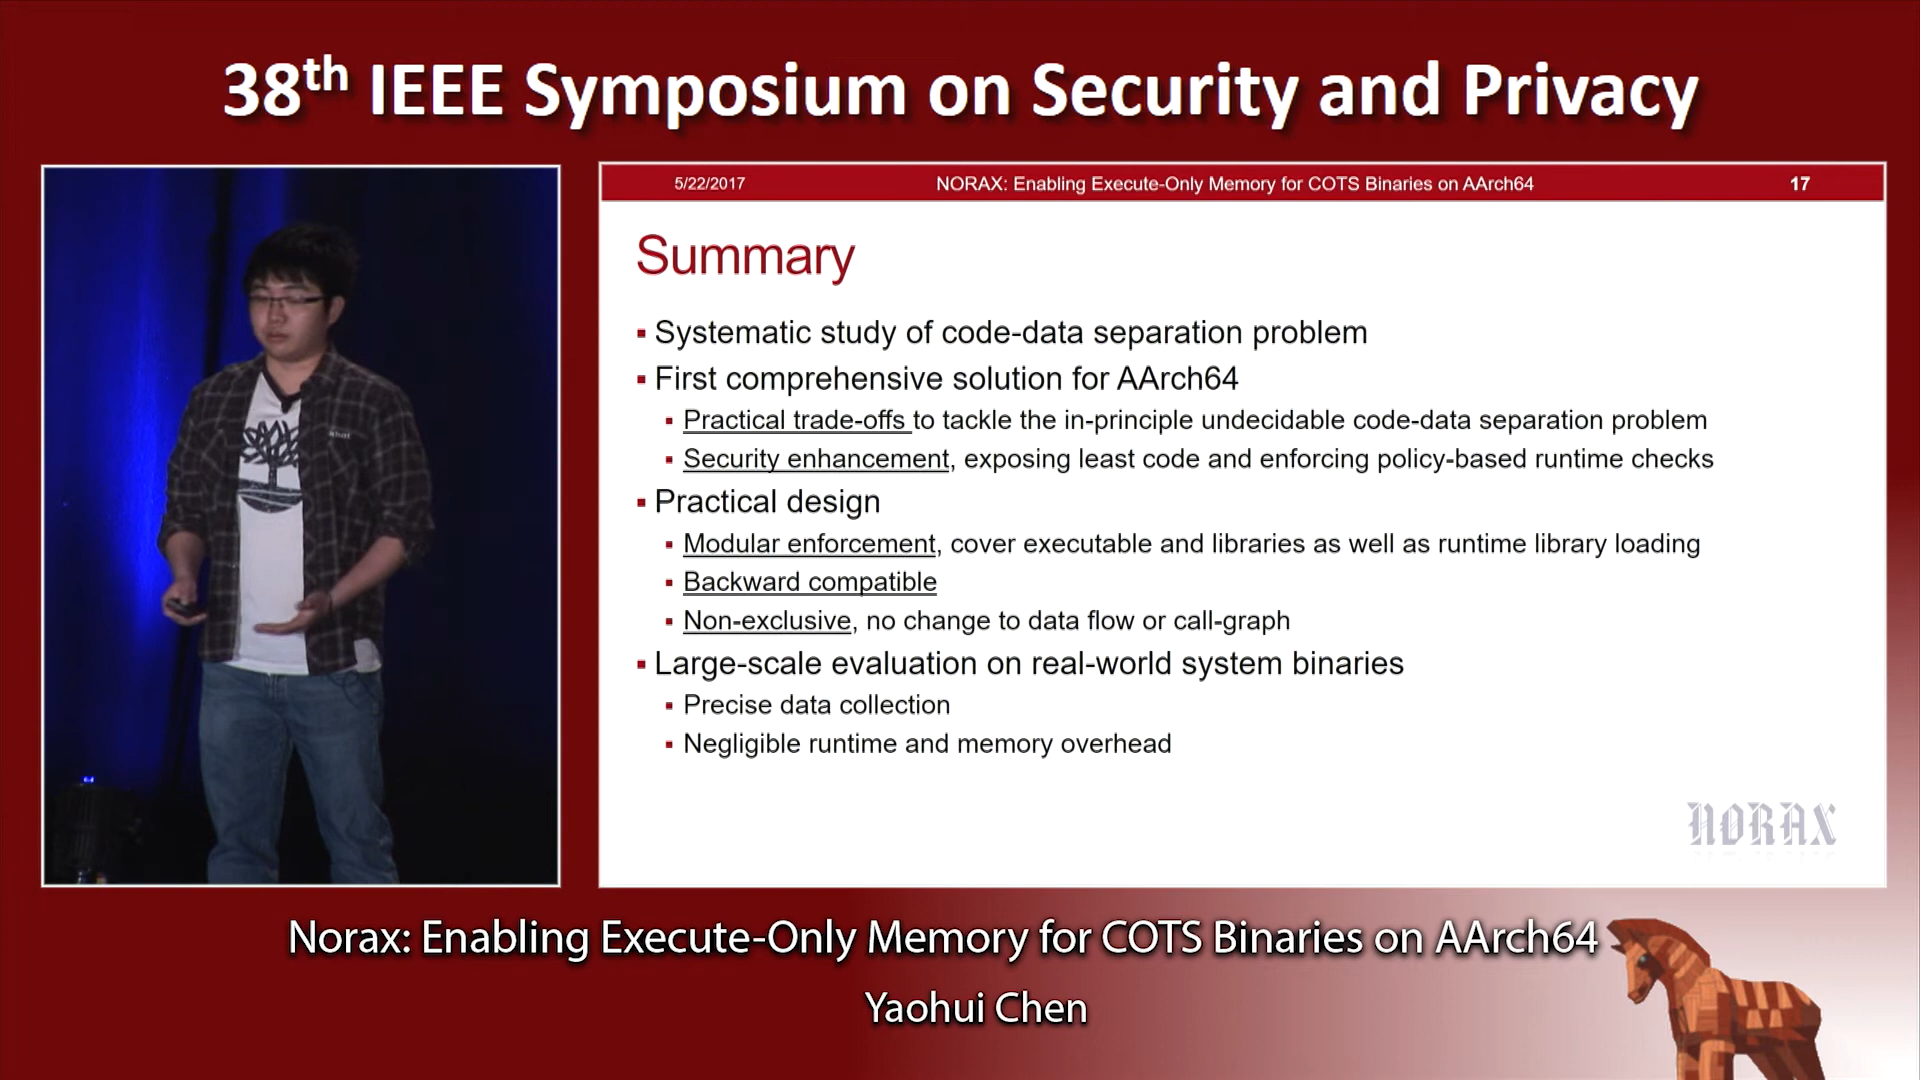 38th IEEE Symposium on Security and Privacy
5/22/2017 NORAX: Enabling Execute-Only Memory for COTS Binaries on AArch64 17
Summary
▪ Systematic study of code-data separation problem
▪ First comprehensive solution for AArch64
▪ Practical trade-offs to tackle the in-principle undecidable code-data separation problem
▪ Security enhancement, exposing least code and enforcing policy-based runtime checks
▪ Practical design
▪ Modular enforcement, cover executable and libraries as well as runtime library loading
▪ Backward compatible
▪ Non-exclusive, no change to data flow or call-graph
▪ Large-scale evaluation on real-world system binaries
▪ Precise data collection
▪ Negligible runtime and memory overhead
NORAX
Norax: Enabling Execute-Only Memory for COTS Binaries on AArch64
Yaohui Chen